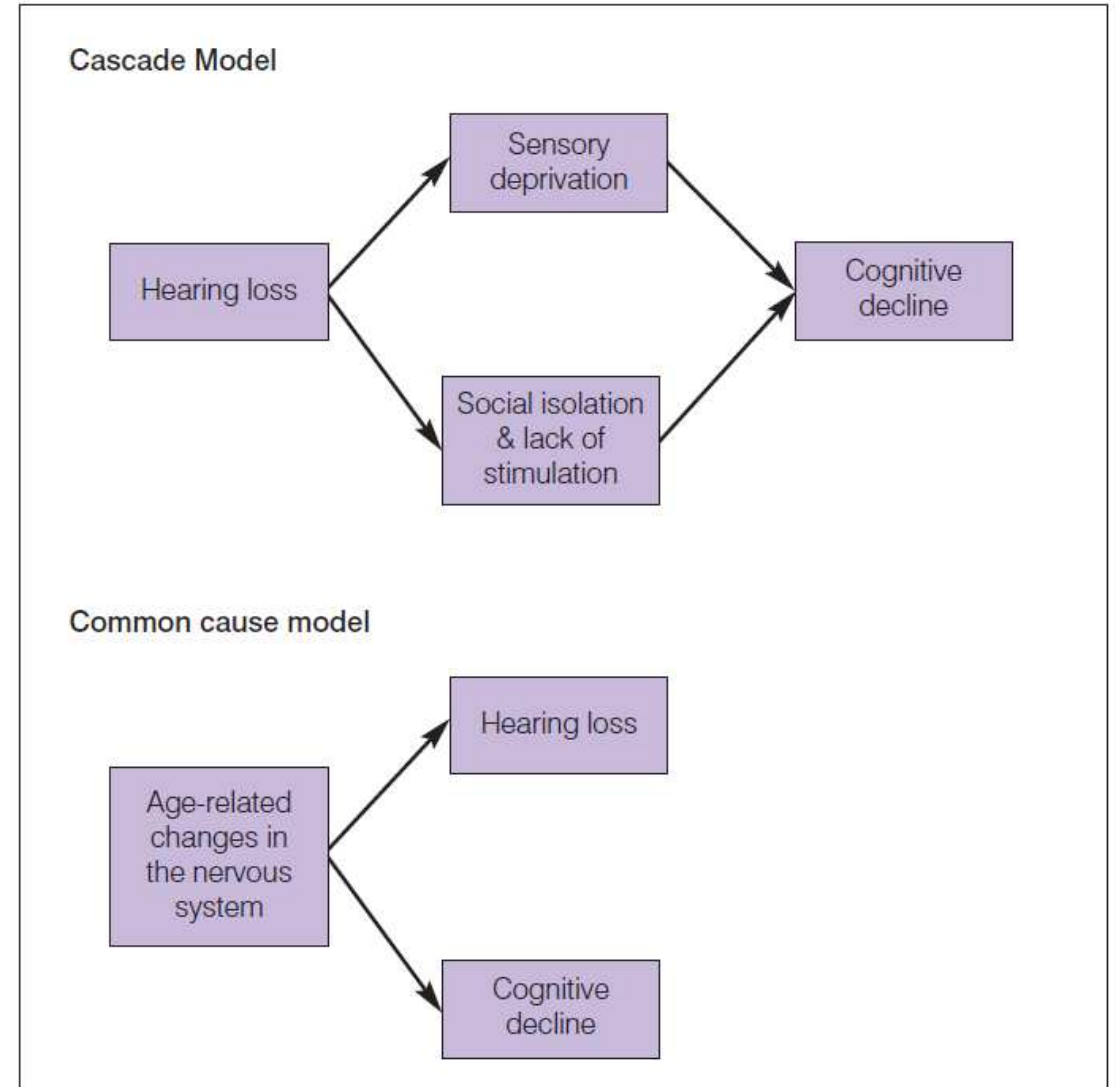 Cascade Model
Sensory
deprivation
Hearing loss
Cognitive
decline
Social isolation
& lack of
stimulation
Common cause model
Hearing loss
Age-related
changes in
the nervous
system
Cognitive
decline